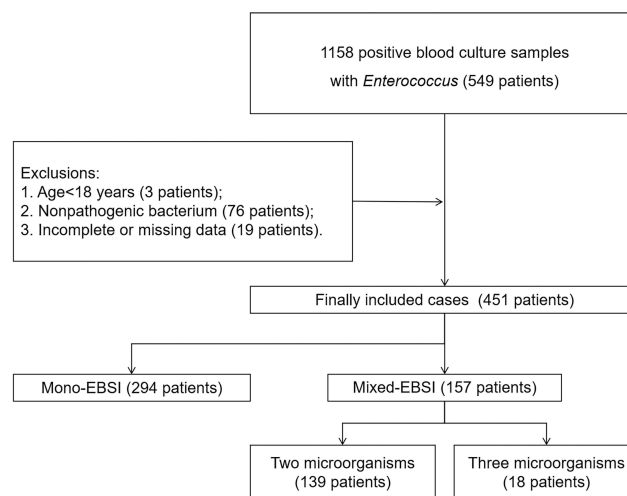 1158 positive blood culture samples
with Enterococcus (549 patients)
Exclusions:
1. Age<18 years (3 patients);
2. Nonpathogenic bacterium (76 patients);
3. Incomplete or missing data (19 patients).
Finally included cases (451 patients)
Mono-EBSI (294 patients)
Mixed-EBSI (157 patients)
Two microorganisms
(139 patients)
Three microorganisms
(18 patients)